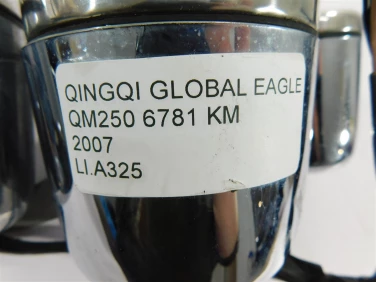 QINGQI GLOBAL EAGLE
QM250 6781 KM
2007
LI.A325